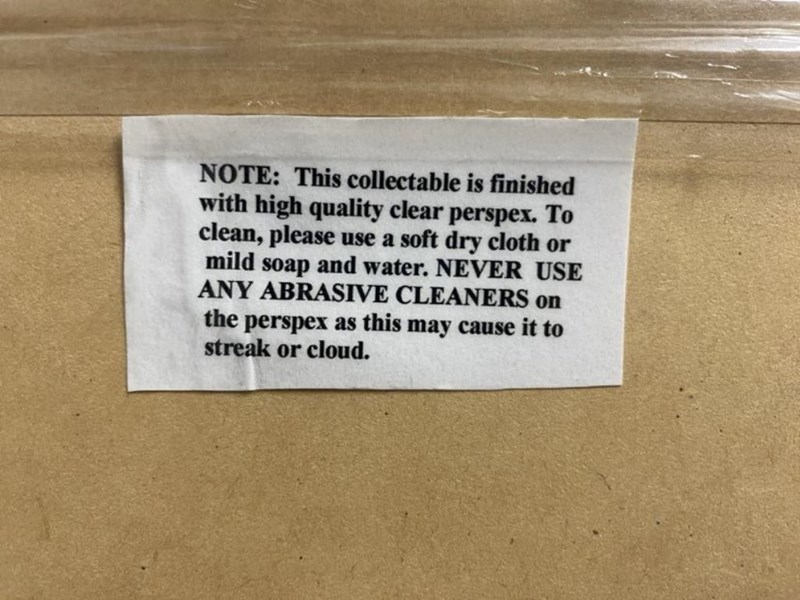 NOTE: This collectable is finished
with high quality clear perspex. To
clean, please use a soft dry cloth or
mild soap and water. NEVER USE
ANY ABRASIVE CLEANERS on
the perspex as this may cause it to
streak or cloud.